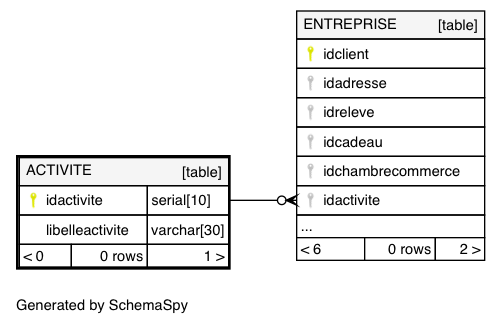 ENTREPRISE [table]
idclient
idadresse
idreleve
idcadeau
idchambrecommerce
idactivite
...
< 6 0 rows 2 >
ACTIVITE [table]
idactivite serial[10]
libelleactivite varchar[30]
< 0 0 rows 1 >
Generated by SchemaSpy